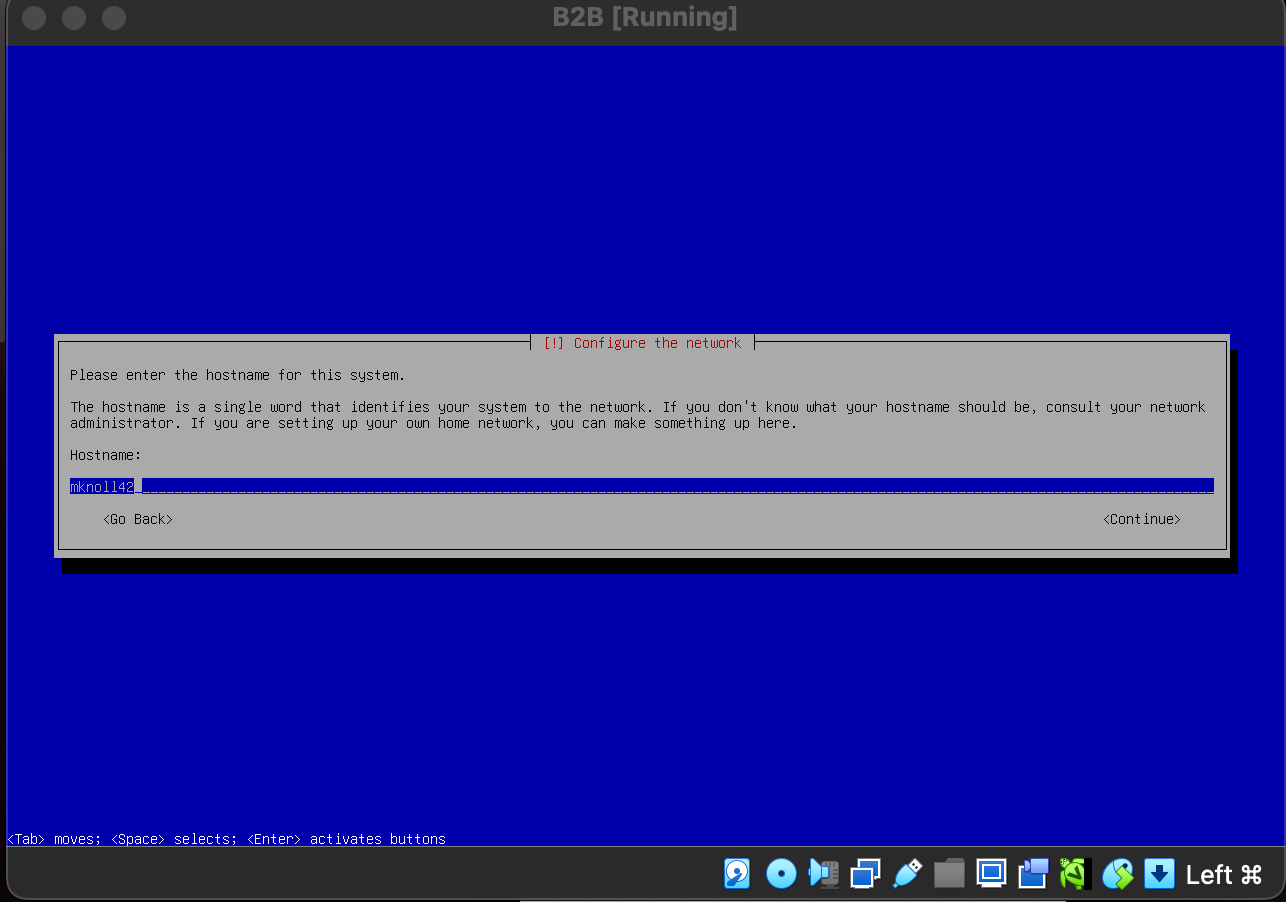 B2B [Running]
[!] Configure the network
Please enter the hostname for this system.
The hostname is a single word that identifies your system to the network. If you don't know what your hostname should be, consult your network
administrator. If you are setting up your own home network, you can make something up here.
Hostname:
mknoll42
<Go Back> <Continue>
<Tab> moves; <Space> selects; <Enter> activates buttons
Left ⌘